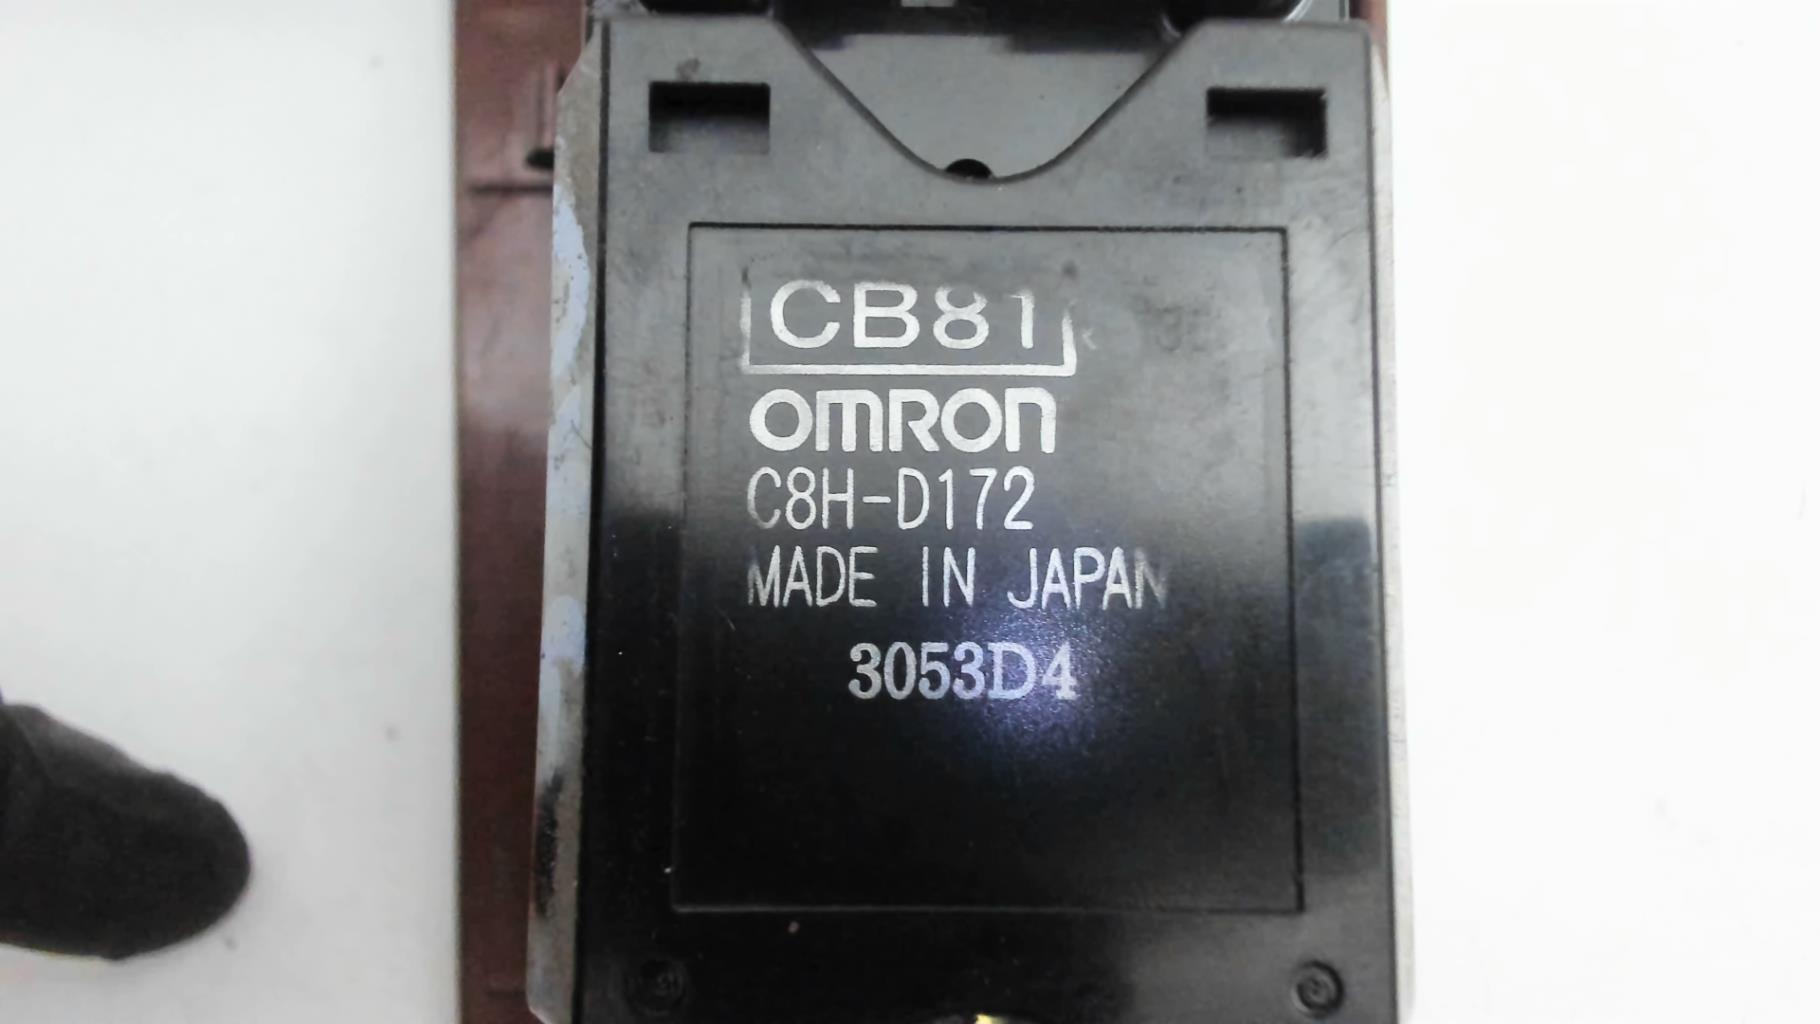 CB81
OMRON
C8H-D172
MADE IN JAPAN
3053D4